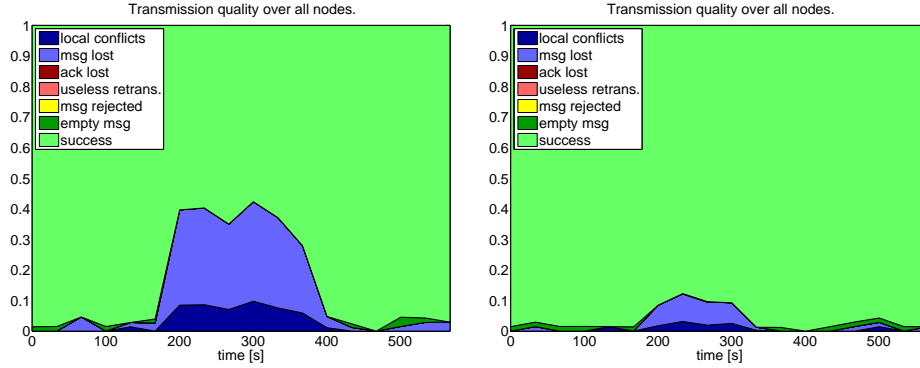 Transmission quality over all nodes.
1
0.9
0.8
0.7
0.6
0.5
0.4
0.3
0.2
0.1
0
local conflicts
msg lost
ack lost
useless retrans.
msg rejected
empty msg
success
0 100 200 300 400 500
time [s]
Transmission quality over all nodes.
1
0.9
0.8
0.7
0.6
0.5
0.4
0.3
0.2
0.1
0
local conflicts
msg lost
ack lost
useless retrans.
msg rejected
empty msg
success
0 100 200 300 400 500
time [s]